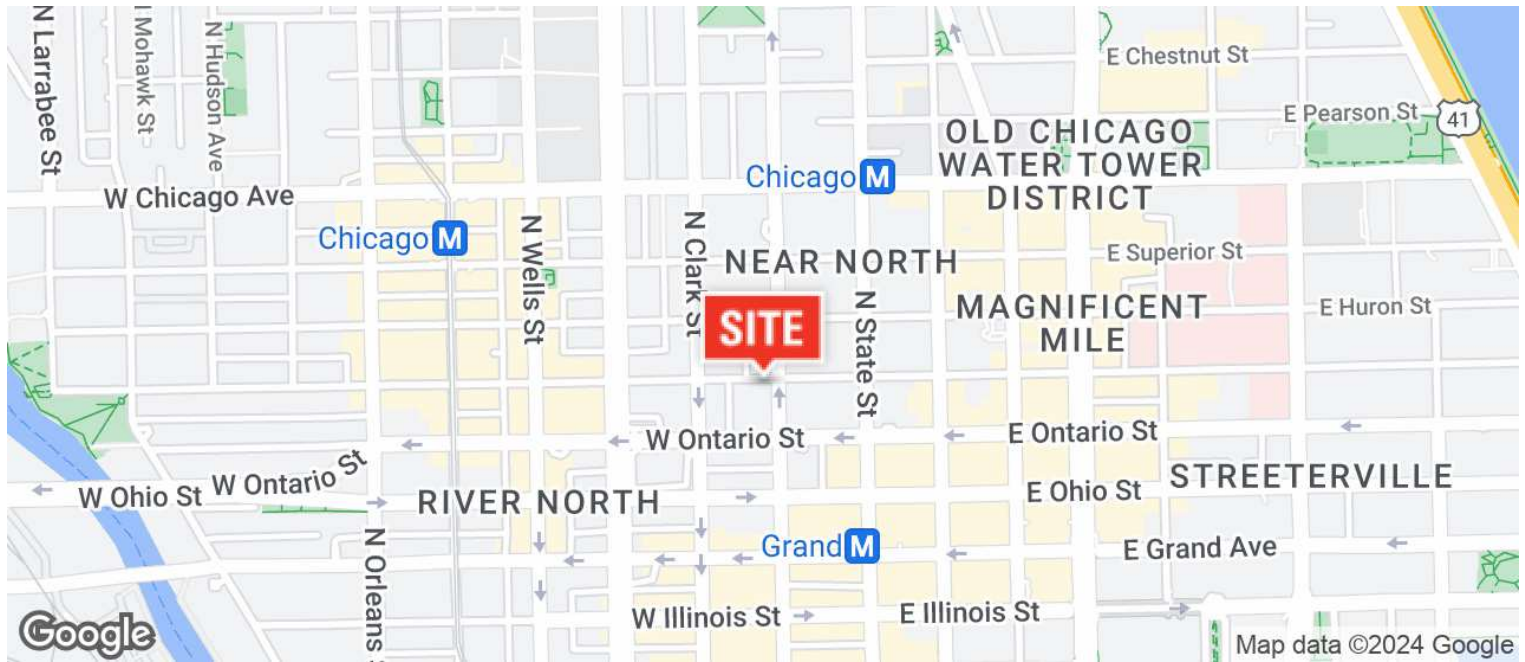 N Larrabee St
N Mohawk St
N Hudson Ave
E Chestnut St
E Pearson St
41
OLD CHICAGO
WATER TOWER
DISTRICT
Chicago M
W Chicago Ave
Chicago M
N Wells St
N Clark St
NEAR NORTH
E Superior St
MAGNIFICENT
MILE
E Huron St
SITE
N State St
W Ontario St
E Ontario St
W Ontario St
W Ohio St
RIVER NORTH
E Ohio St
STREETERVILLE
N Orleans
Grand M
E Grand Ave
W Illinois St
E Illinois St
Google
Map data ©2024 Google